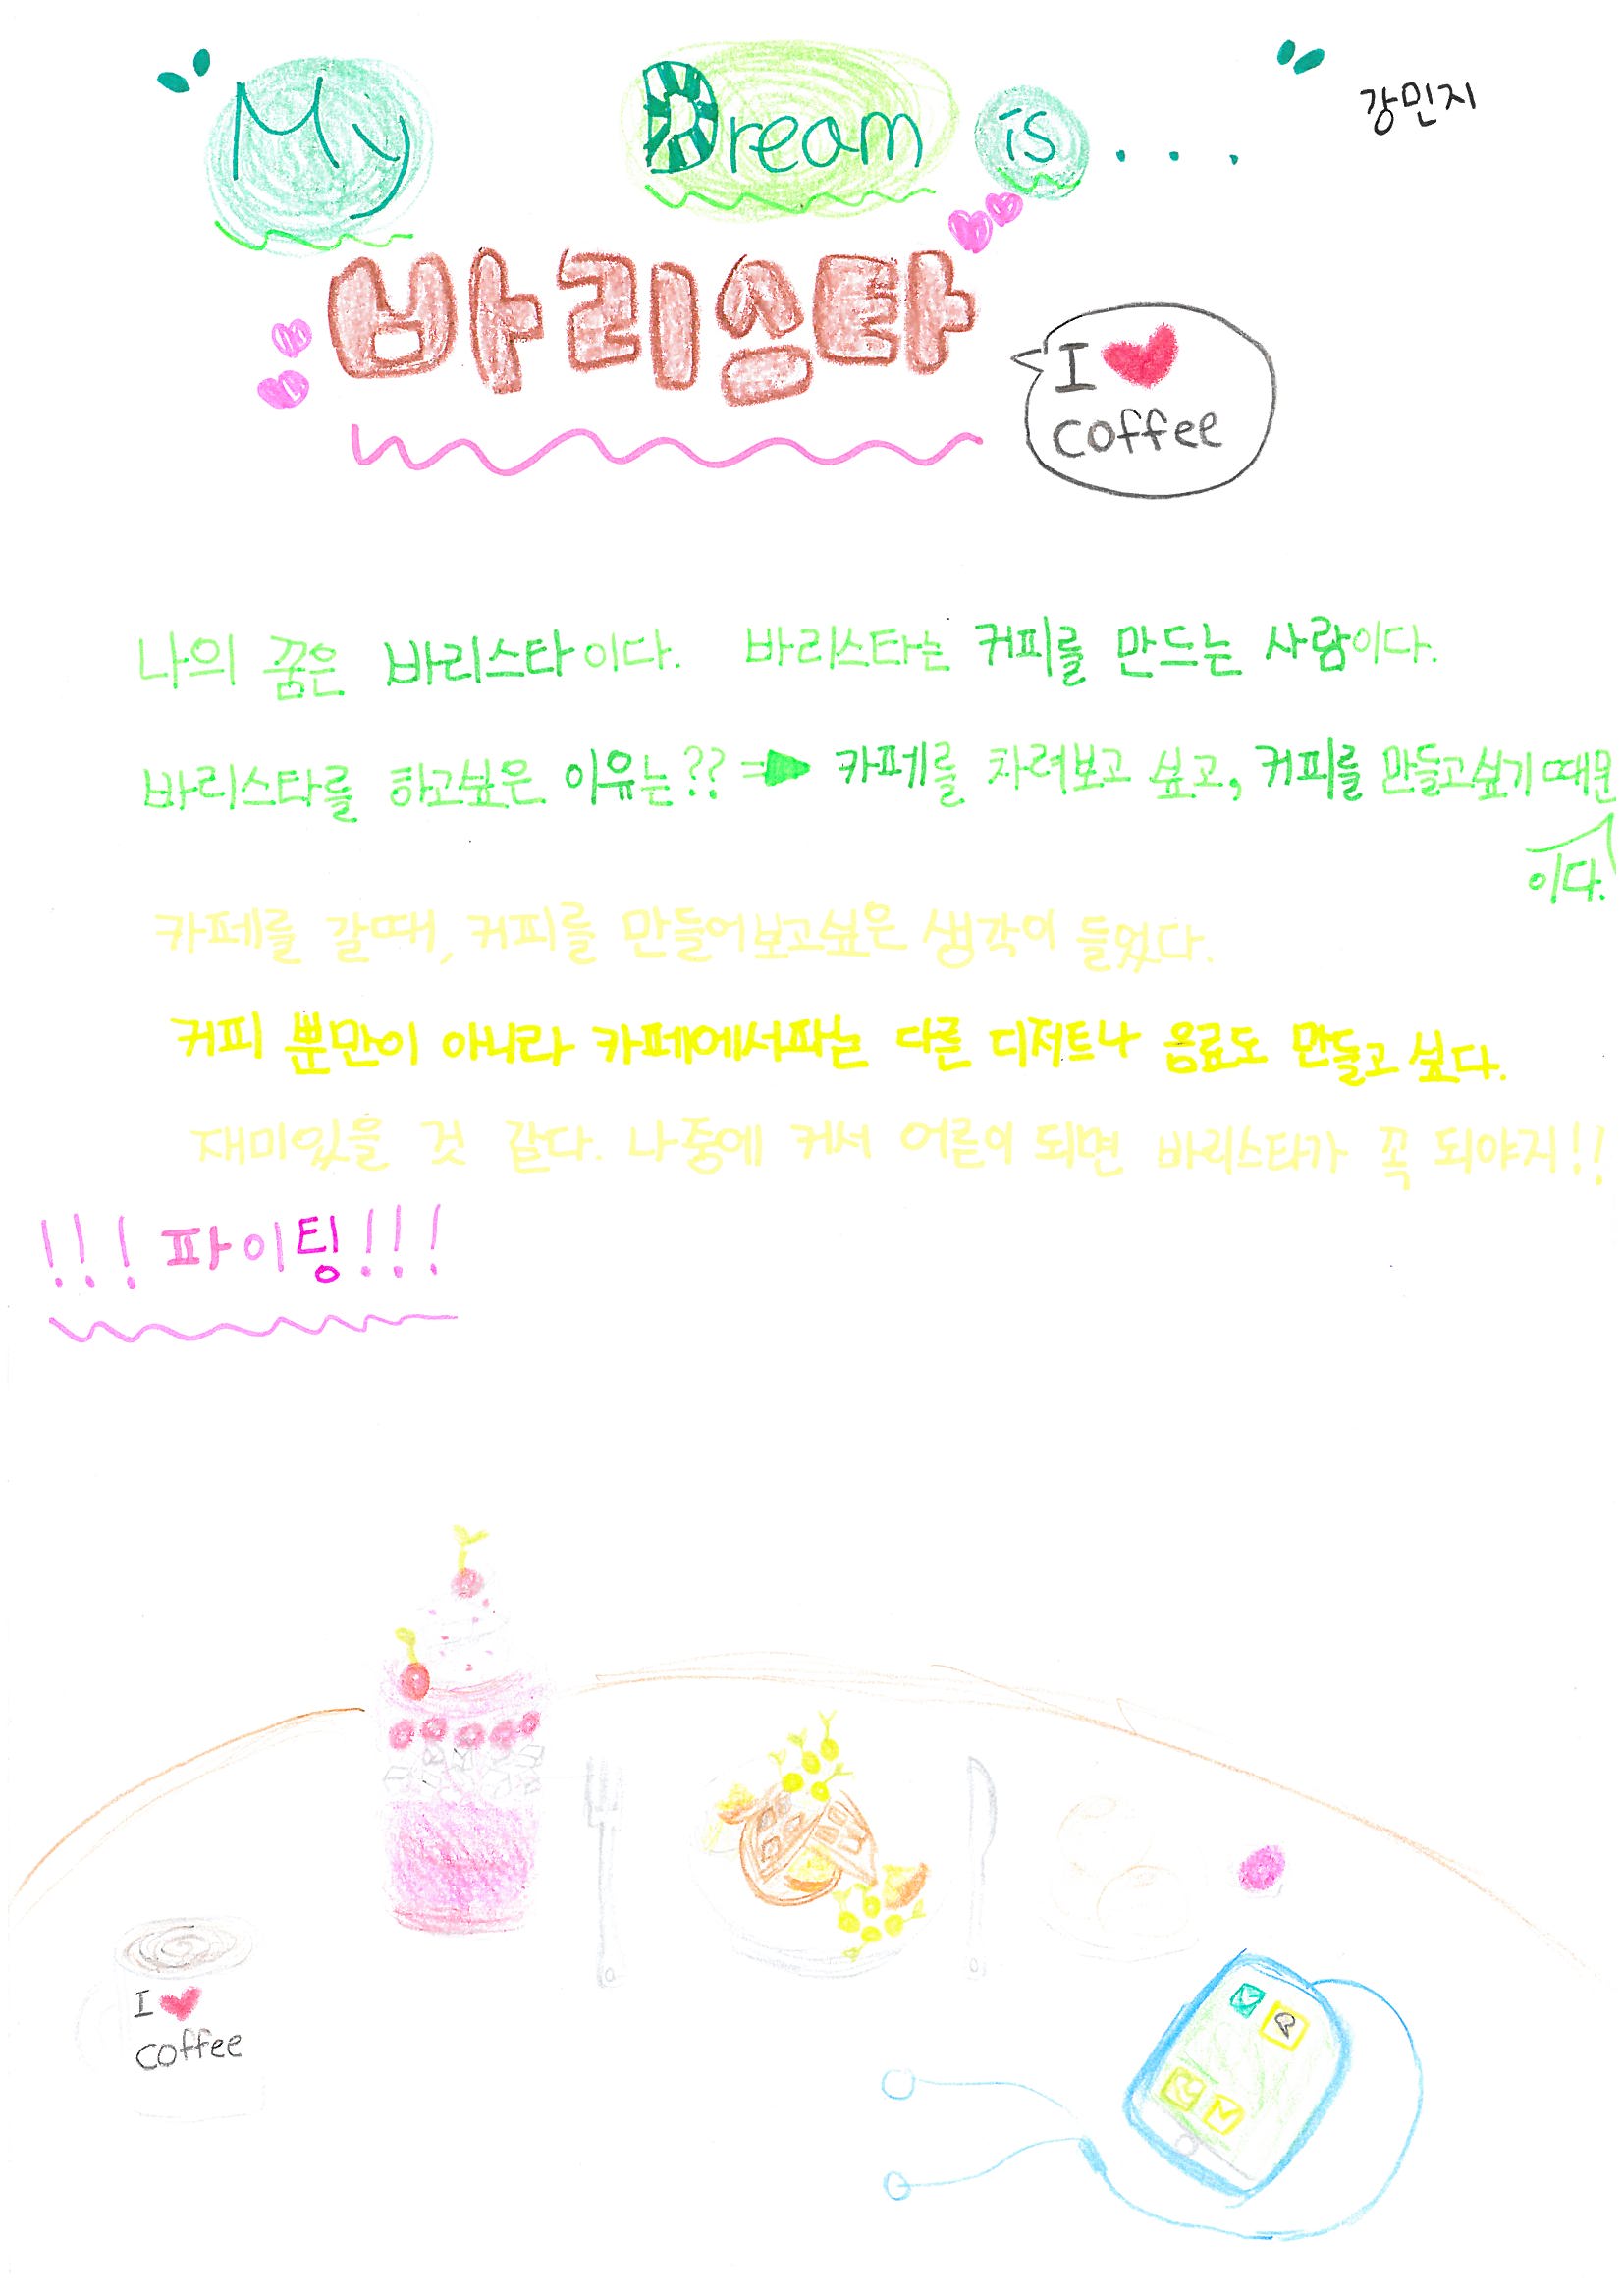 "My Dream is..."
강민지
바리스타
I ♥
coffee
나의 꿈은 바리스타이다. 바리스타는 커피를 만드는 사람이다.
바리스타를 하고싶은 이유는?? ⇒ 카페를 차려보고 싶고, 커피를 만들고싶기 때문
이다.
카페를 갈때, 커피를 만들어보고싶은 생각이 들었다.
커피 뿐만이 아니라 카페에서파는 다른 디저트나 음료도 만들고 싶다.
재미있을 것 같다. 나중에 커서 어른이 되면 바리스타가 꼭 되야지!!
!!! 파이팅!!!
I ♥
coffee